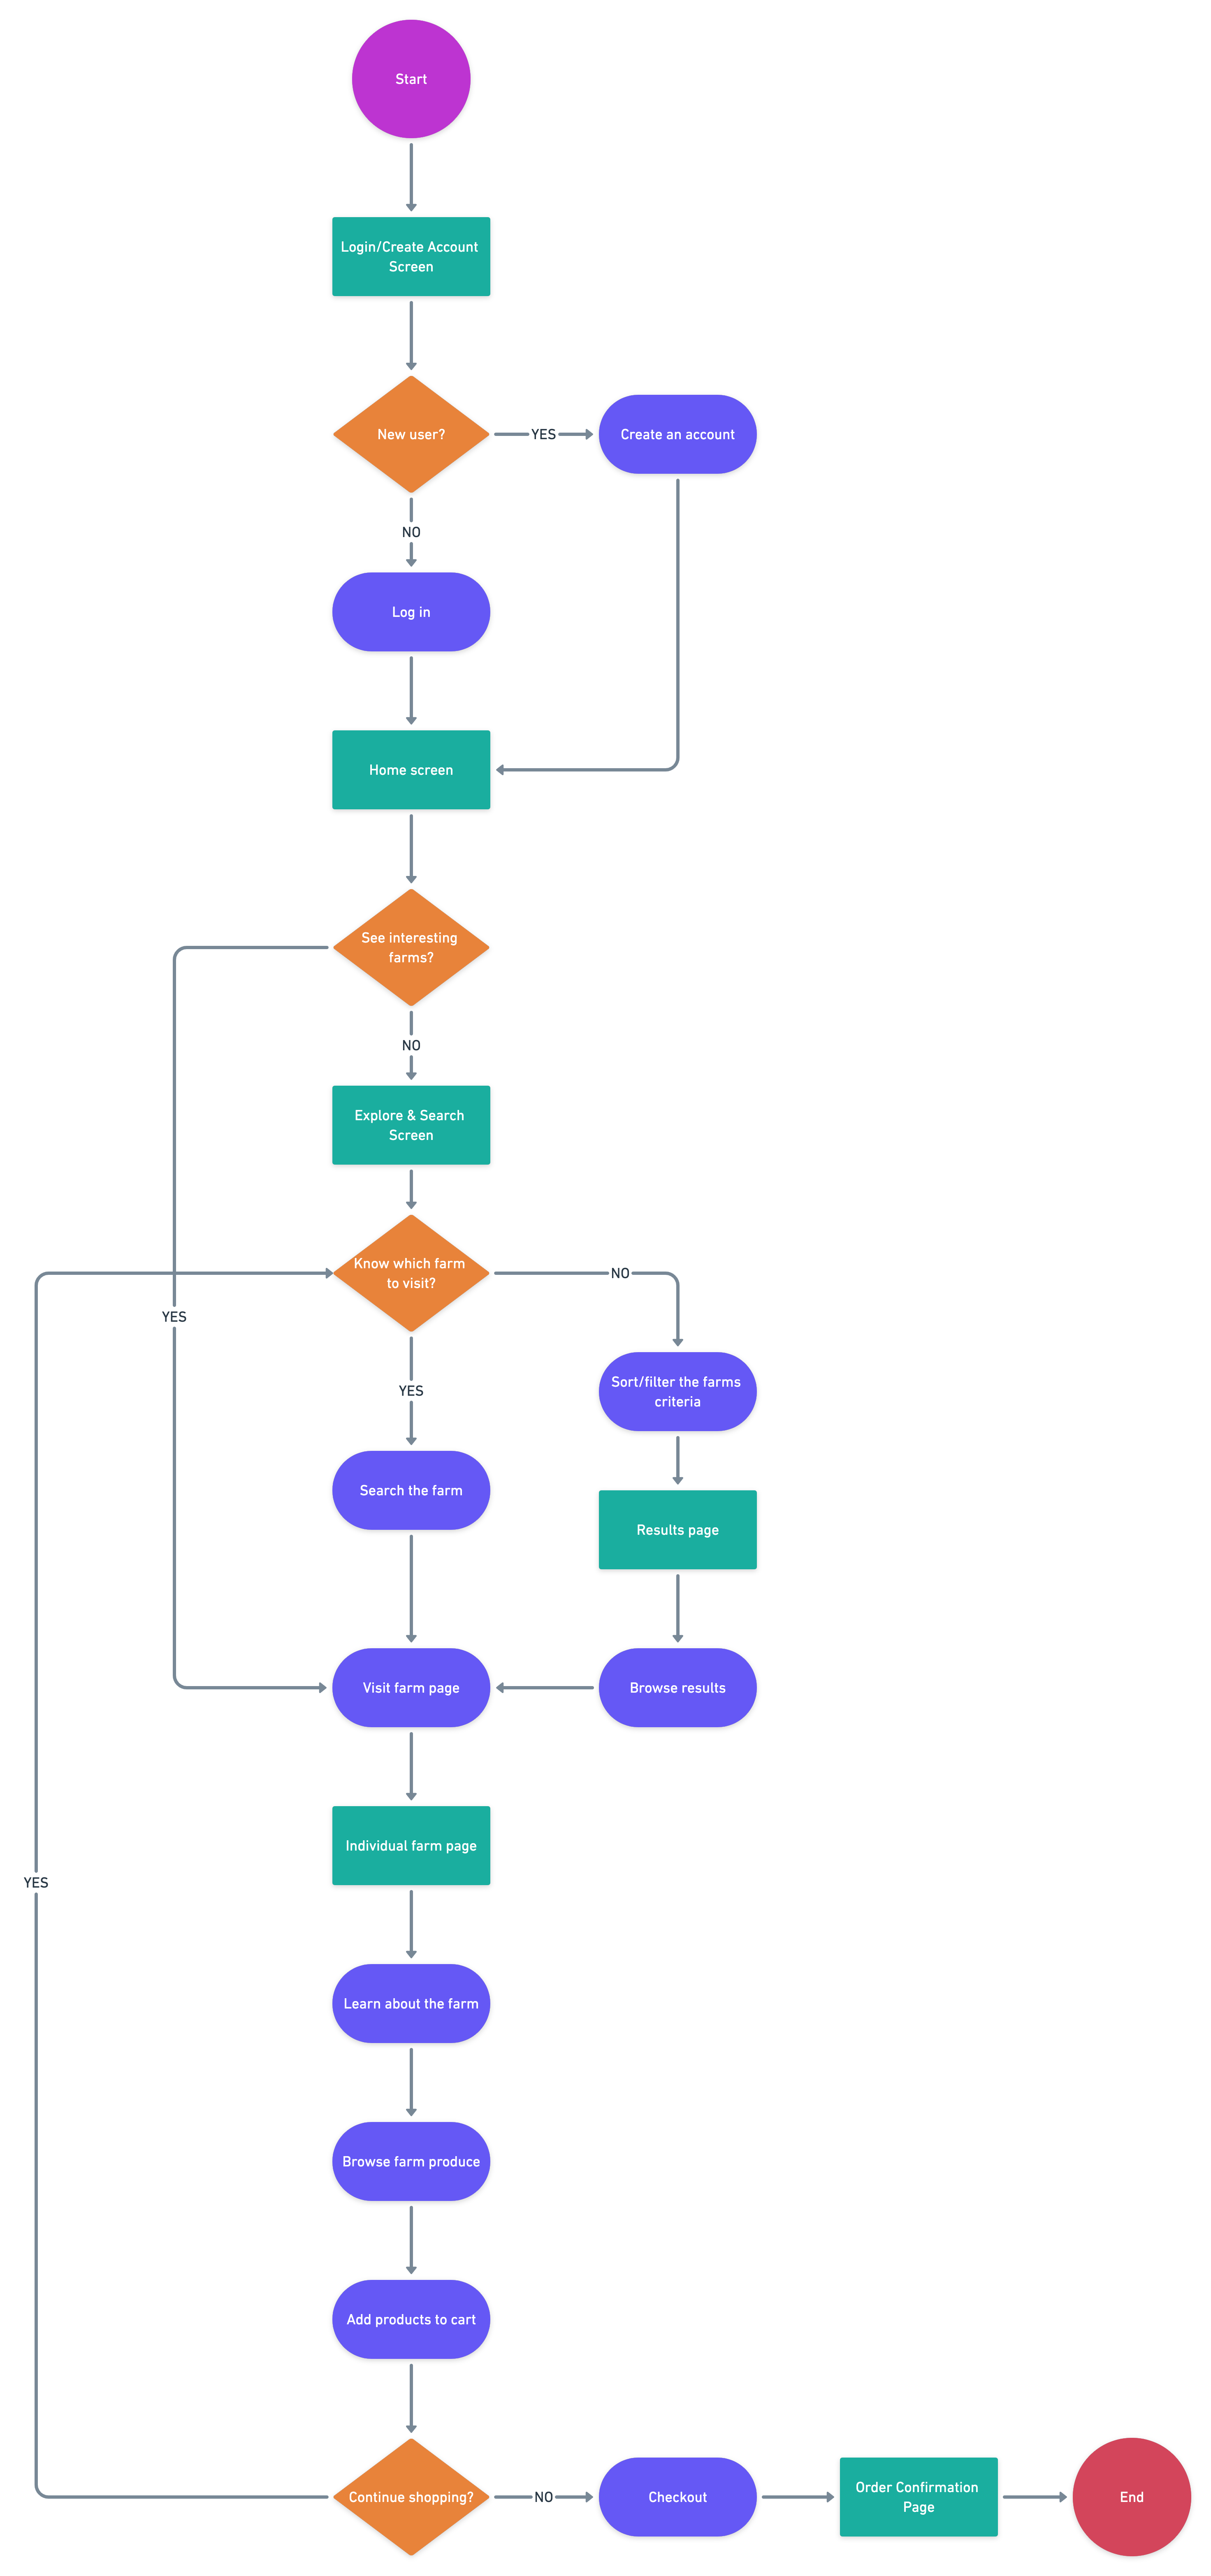 Start
Login/Create Account
Screen
New user?
YES
Create an account
NO
Log in
Home screen
See interesting
farms?
NO
Explore & Search
Screen
Know which farm
to visit?
NO
YES
YES
Sort/filter the farms
criteria
Search the farm
Results page
Visit farm page
Browse results
Individual farm page
YES
Learn about the farm
Browse farm produce
Add products to cart
Continue shopping?
NO
Checkout
Order Confirmation
Page
End